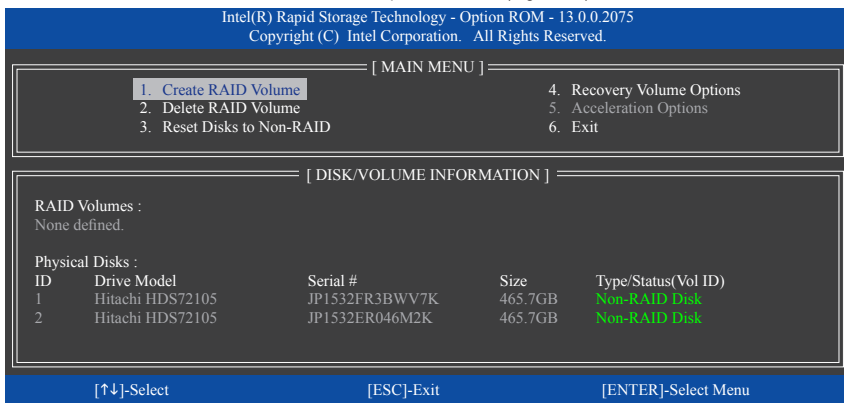 Intel(R) Rapid Storage Technology - Option ROM - 13.0.0.2075
Copyright (C) Intel Corporation. All Rights Reserved.
[ MAIN MENU ]
1. Create RAID Volume
2. Delete RAID Volume
3. Reset Disks to Non-RAID
4. Recovery Volume Options
5. Acceleration Options
6. Exit
[ DISK/VOLUME INFORMATION ]
RAID Volumes :
None defined.
Physical Disks :
ID Drive Model Serial # Size Type/Status(Vol ID)
1 Hitachi HDS72105 JP1532FR3BWV7K 465.7GB Non-RAID Disk
2 Hitachi HDS72105 JP1532ER046M2K 465.7GB Non-RAID Disk
[↑↓]-Select [ESC]-Exit [ENTER]-Select Menu